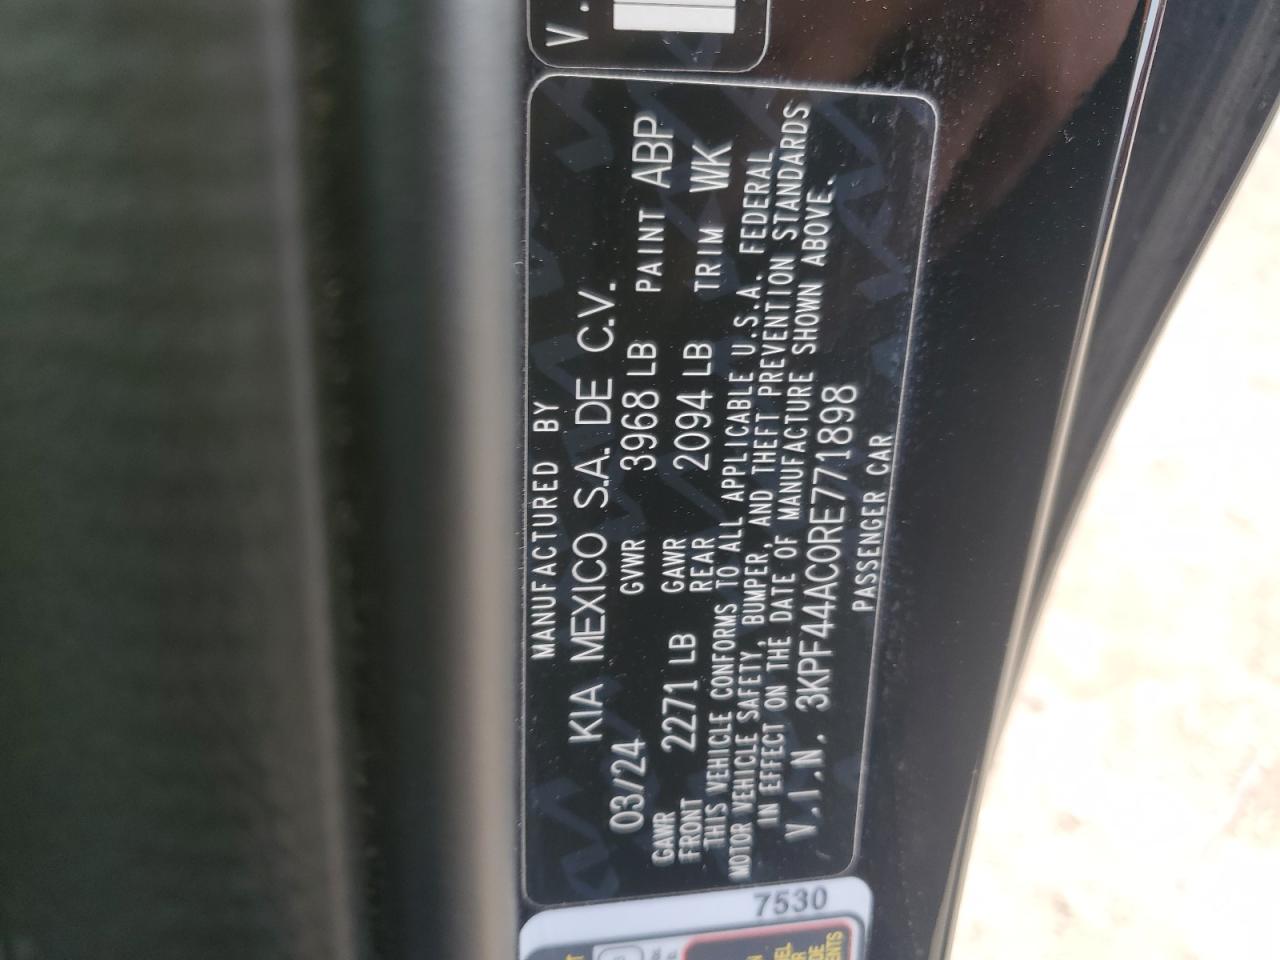 V.
MANUFACTURED BY
KIA MEXICO S.A. DE C.V.
03/24 GVWR 3968 LB PAINT ABP
GAWR FRONT 2271 LB GAWR REAR 2094 LB TRIM WK
THIS VEHICLE CONFORMS TO ALL APPLICABLE U.S.A. FEDERAL
MOTOR VEHICLE SAFETY, BUMPER, AND THEFT PREVENTION STANDARDS
IN EFFECT ON THE DATE OF MANUFACTURE SHOWN ABOVE.
V.I.N. 3KPF44AC0RE771898
PASSENGER CAR
7530